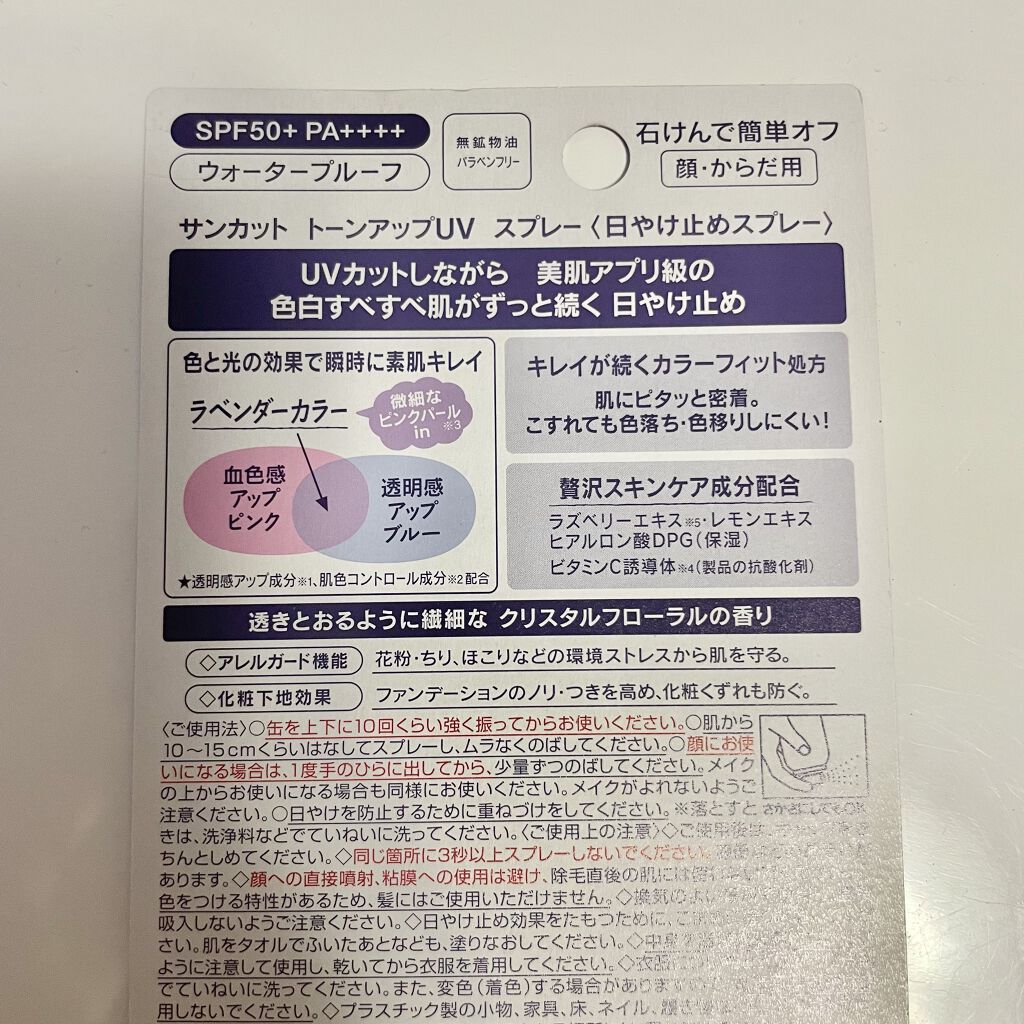 SPF50+ PA++++
ウォータープルーフ
無鉱物油
パラベンフリー
石けんで簡単オフ
顔・からだ用
サンカット トーンアップUV スプレー〈日やけ止めスプレー〉
UVカットしながら 美肌アプリ級の
色白すべすべ肌がずっと続く 日やけ止め
色と光の効果で瞬時に素肌キレイ
ラベンダーカラー
微細な
ピンクパール
in ※3
血色感
アップ
ピンク
透明感
アップ
ブルー
★透明感アップ成分※1、肌色コントロール成分※2配合
キレイが続くカラーフィット処方
肌にピタッと密着。
こすれても色落ち・色移りしにくい!
贅沢スキンケア成分配合
ラズベリーエキス※5・レモンエキス
ヒアルロン酸DPG(保湿)
ビタミンC誘導体※4(製品の抗酸化剤)
透きとおるように繊細な クリスタルフローラルの香り
◇アレルガード機能 花粉・ちり、ほこりなどの環境ストレスから肌を守る。
◇化粧下地効果 ファンデーションのノリ・つきを高め、化粧くずれも防ぐ。
〈ご使用法〉○缶を上下に10回くらい強く振ってからお使いください。○肌から
10〜15cmくらいはなしてスプレーし、ムラなくのばしてください。○顔にお使
いになる場合は、1度手のひらに出してから、少量ずつのばしてください。メイク
の上からお使いになる場合も同様にお使いください。メイクがよれないようご
注意ください。○日やけを防止するために重ねづけをしてください。※落とすと
さかさにしてもOK
きは、洗浄料などでていねいに洗ってください。〈ご使用上の注意〉◇ご使用後は、
ちんとしめてください。◇同じ箇所に3秒以上スプレーしないでください。
あります。◇顔への直接噴射、粘膜への使用は避け、除毛直後の肌には
色をつける特性があるため、髪にはご使用いただけません。◇換気の
吸入しないようご注意ください。◇日やけ止め効果をたもつために、
さい。肌をタオルでふいたあとなども、塗りなおしてください。
ように注意して使用し、乾いてから衣服を着用してください。◇衣服
でていねいに洗ってください。また、変色(着色)する場合があり
用しないでください。◇プラスチック製の小物、家具、床、ネイル、